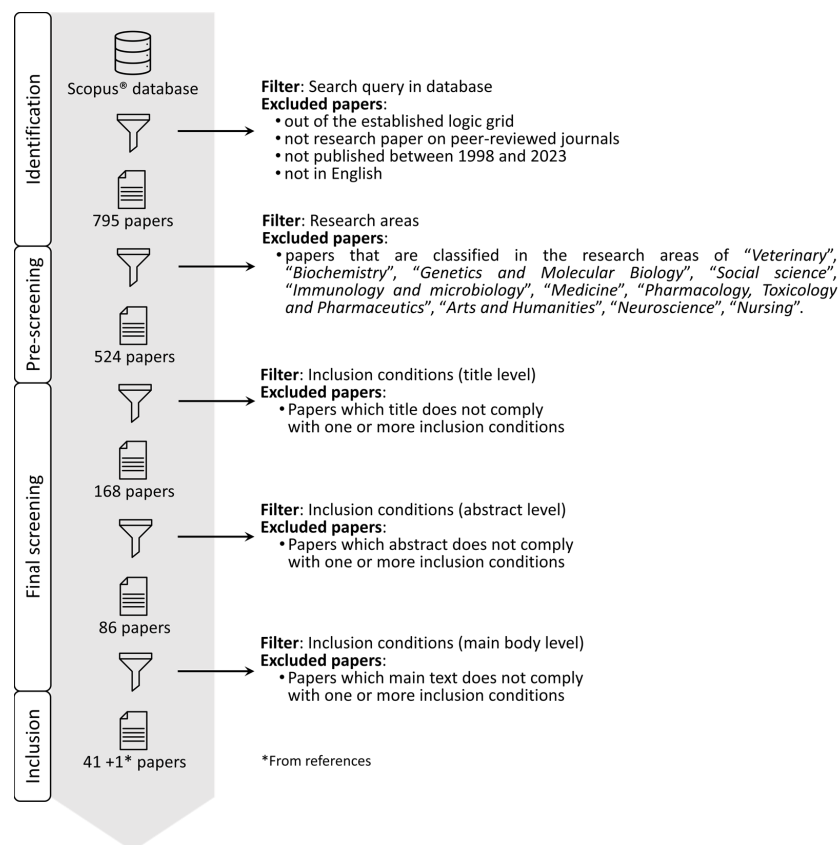 Identification
Scopus® database
Filter: Search query in database
Excluded papers:
• out of the established logic grid
• not research paper on peer-reviewed journals
• not published between 1998 and 2023
• not in English
795 papers
Pre-screening
Filter: Research areas
Excluded papers:
• papers that are classified in the research areas of “Veterinary”,
“Biochemistry”, “Genetics and Molecular Biology”, “Social science”,
“Immunology and microbiology”, “Medicine”, “Pharmacology, Toxicology
and Pharmaceutics”, “Arts and Humanities”, “Neuroscience”, “Nursing”.
524 papers
Final screening
Filter: Inclusion conditions (title level)
Excluded papers:
• Papers which title does not comply
with one or more inclusion conditions
168 papers
Filter: Inclusion conditions (abstract level)
Excluded papers:
• Papers which abstract does not comply
with one or more inclusion conditions
86 papers
Filter: Inclusion conditions (main body level)
Excluded papers:
• Papers which main text does not comply
with one or more inclusion conditions
Inclusion
41 +1* papers
*From references